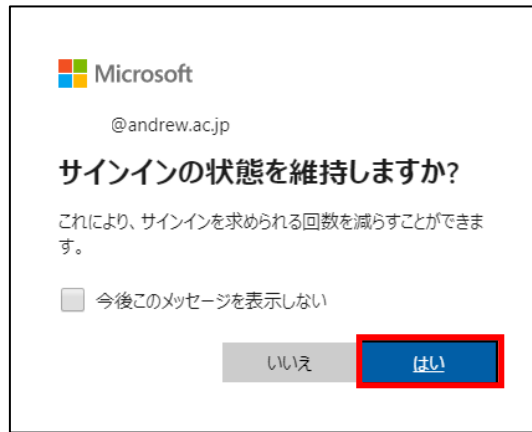 Microsoft
@andrew.ac.jp
サインインの状態を維持しますか?
これにより、サインインを求められる回数を減らすことができま
す。
今後このメッセージを表示しない
いいえ はい